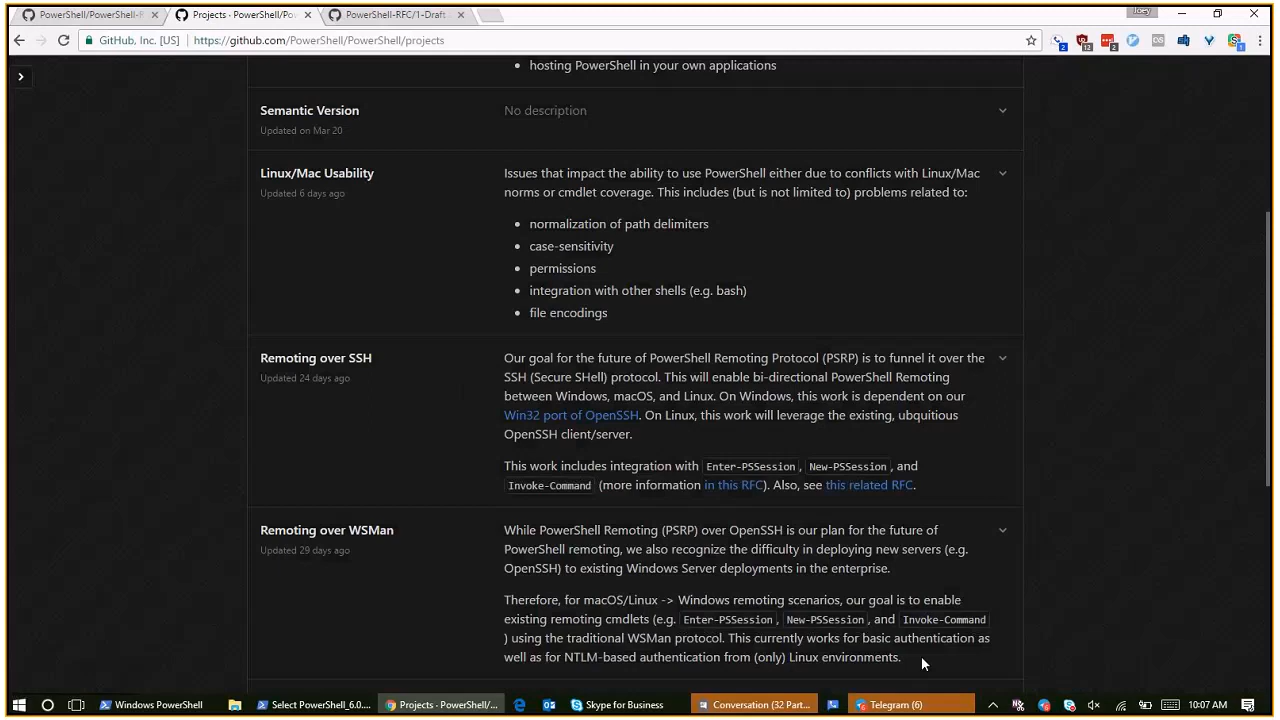 PowerShell/PowerShell-R
Projects · PowerShell/Pow
PowerShell-RFC/1-Draft
Joey
GitHub, Inc. [US]
https://github.com/PowerShell/PowerShell/projects
2
12
2
1
hosting PowerShell in your own applications
Semantic Version
No description
Updated on Mar 20
Linux/Mac Usability
Issues that impact the ability to use PowerShell either due to conflicts with Linux/Mac
Updated 6 days ago
norms or cmdlet coverage. This includes (but is not limited to) problems related to:
normalization of path delimiters
case-sensitivity
permissions
integration with other shells (e.g. bash)
file encodings
Remoting over SSH
Our goal for the future of PowerShell Remoting Protocol (PSRP) is to funnel it over the
Updated 24 days ago
SSH (Secure SHell) protocol. This will enable bi-directional PowerShell Remoting
between Windows, macOS, and Linux. On Windows, this work is dependent on our
Win32 port of OpenSSH. On Linux, this work will leverage the existing, ubquitious
OpenSSH client/server.
This work includes integration with Enter-PSSession, New-PSSession, and
Invoke-Command (more information in this RFC). Also, see this related RFC.
Remoting over WSMan
While PowerShell Remoting (PSRP) over OpenSSH is our plan for the future of
Updated 29 days ago
PowerShell remoting, we also recognize the difficulty in deploying new servers (e.g.
OpenSSH) to existing Windows Server deployments in the enterprise.
Therefore, for macOS/Linux -> Windows remoting scenarios, our goal is to enable
existing remoting cmdlets (e.g. Enter-PSSession, New-PSSession, and Invoke-Command
) using the traditional WSMan protocol. This currently works for basic authentication as
well as for NTLM-based authentication from (only) Linux environments.
Windows PowerShell
Select PowerShell_6.0....
Projects · PowerShell/...
Skype for Business
Conversation (32 Part...
Telegram (6)
10:07 AM